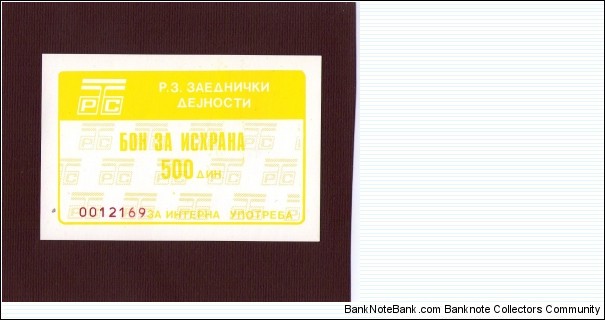 РТС
Р.З. ЗАЕДНИЧКИ
ДЕЈНОСТИ
БОН ЗА ИСХРАНА
500 ДИН
0012169
ЗА ИНТЕРНА УПОТРЕБА
BankNoteBank.com Banknote Collectors Community